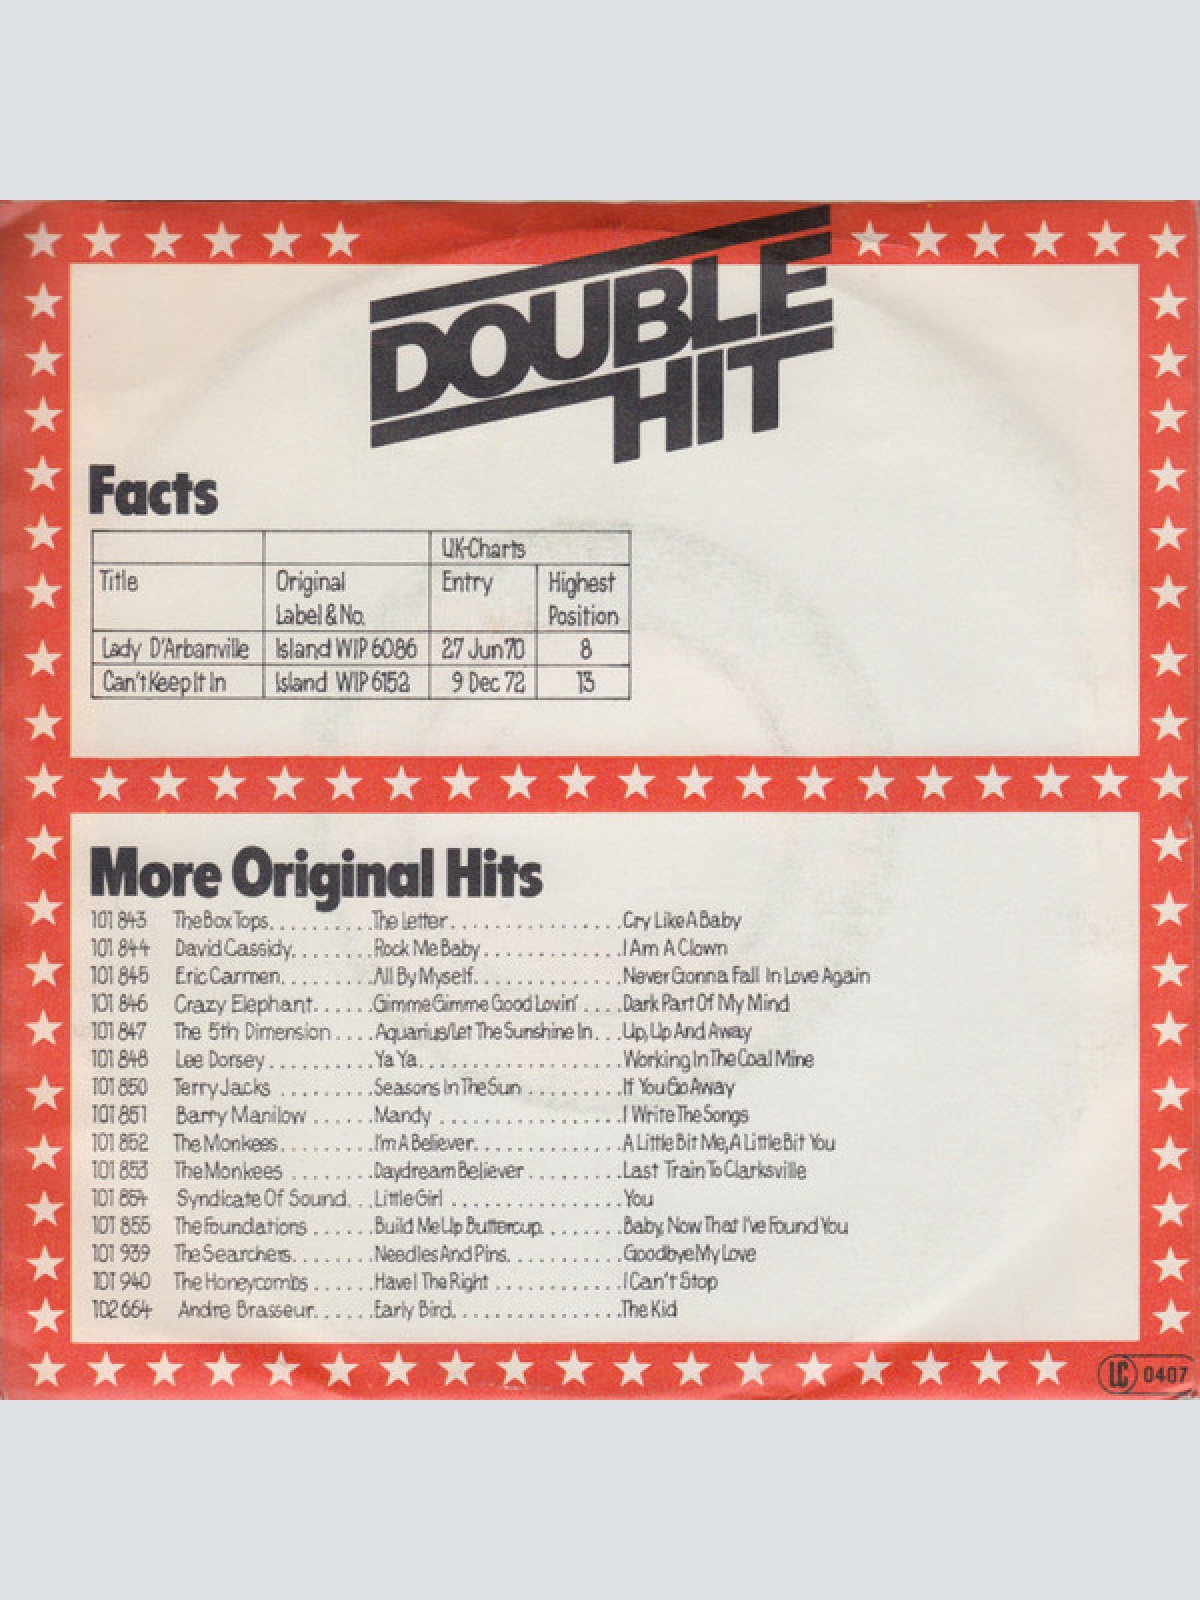 DOUBLE
HIT
Facts
UK-Charts
Title Original Label & No. Entry Highest Position
Lady D'Arbanville Island WIP 6086 27 Jun 70 8
Can't Keep It In Island WIP 6152 9 Dec 72 13
More Original Hits
101 843 The Box Tops..........The Letter................Cry Like A Baby
101 844 David Cassidy........Rock Me Baby.............I Am A Clown
101 845 Eric Carmen.........All By Myself.............Never Gonna Fall In Love Again
101 846 Crazy Elephant......Gimme Gimme Good Lovin'....Dark Part Of My Mind
101 847 The 5th Dimension....Aquarius/Let The Sunshine In...Up, Up And Away
101 848 Lee Dorsey..........Ya Ya...................Working In The Coal Mine
101 850 Terry Jacks.........Seasons In The Sun.........If You Go Away
101 851 Barry Manilow......Mandy.................I Write The Songs
101 852 The Monkees.........I'm A Believer.............A Little Bit Me, A Little Bit You
101 853 The Monkees........Daydream Believer.........Last Train To Clarksville
101 854 Syndicate Of Sound...Little Girl................You
101 855 The Foundations......Build Me Up Buttercup........Baby, Now That I've Found You
101 939 The Searchers........Needles And Pins...........Goodbye My Love
101 940 The Honeycombs......Have I The Right............I Can't Stop
102 664 Andre Brasseur......Early Bird................The Kid
LC 0407